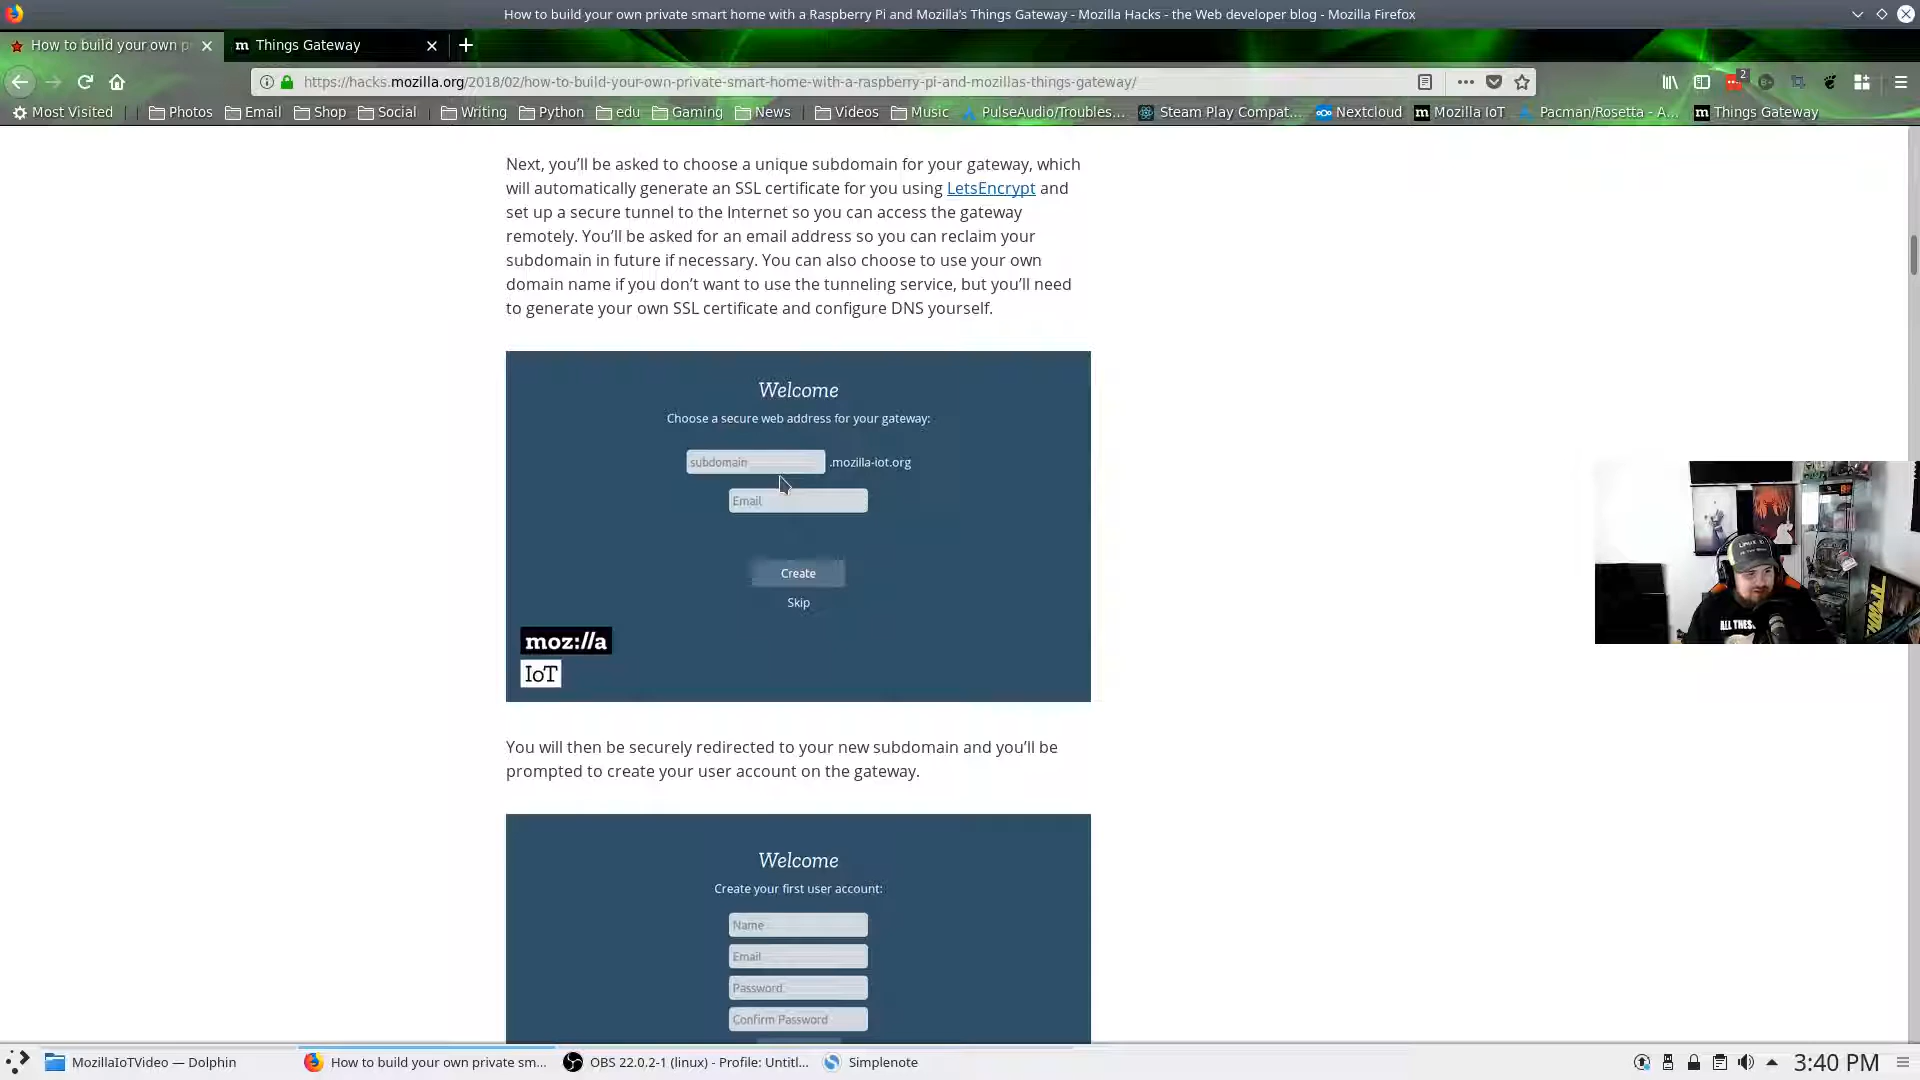 How to build your own private smart home with a Raspberry Pi and Mozilla's Things Gateway - Mozilla Hacks - the Web developer blog - Mozilla Firefox
How to build your own p
Things Gateway
https://hacks.mozilla.org/2018/02/how-to-build-your-own-private-smart-home-with-a-raspberry-pi-and-mozillas-things-gateway/
2
Most Visited
Photos
Email
Shop
Social
Writing
Python
edu
Gaming
News
Videos
Music
PulseAudio/Troubles...
Steam Play Compat...
Nextcloud
Mozilla IoT
Pacman/Rosetta - A...
Things Gateway
Next, you’ll be asked to choose a unique subdomain for your gateway, which
will automatically generate an SSL certificate for you using LetsEncrypt and
set up a secure tunnel to the Internet so you can access the gateway
remotely. You’ll be asked for an email address so you can reclaim your
subdomain in future if necessary. You can also choose to use your own
domain name if you don’t want to use the tunneling service, but you’ll need
to generate your own SSL certificate and configure DNS yourself.
Welcome
Choose a secure web address for your gateway:
subdomain .mozilla-iot.org
Email
Create
Skip
moz://a
IoT
You will then be securely redirected to your new subdomain and you’ll be
prompted to create your user account on the gateway.
Welcome
Create your first user account:
Name
Email
Password
Confirm Password
ALL THES
MozillaIoTVideo — Dolphin
How to build your own private sm...
OBS 22.0.2-1 (linux) - Profile: Untitl...
Simplenote
3:40 PM